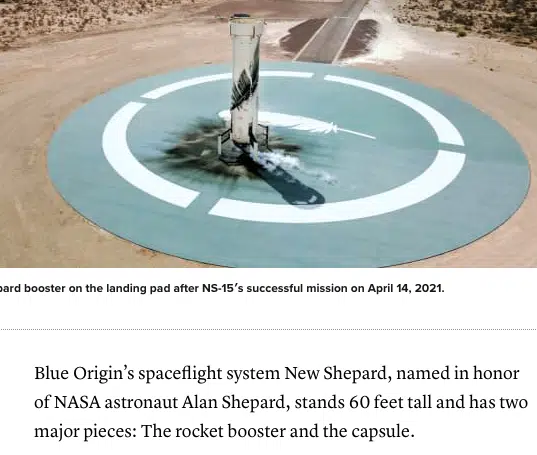 pard booster on the landing pad after NS-15′s successful mission on April 14, 2021.
Blue Origin’s spaceflight system New Shepard, named in honor
of NASA astronaut Alan Shepard, stands 60 feet tall and has two
major pieces: The rocket booster and the capsule.